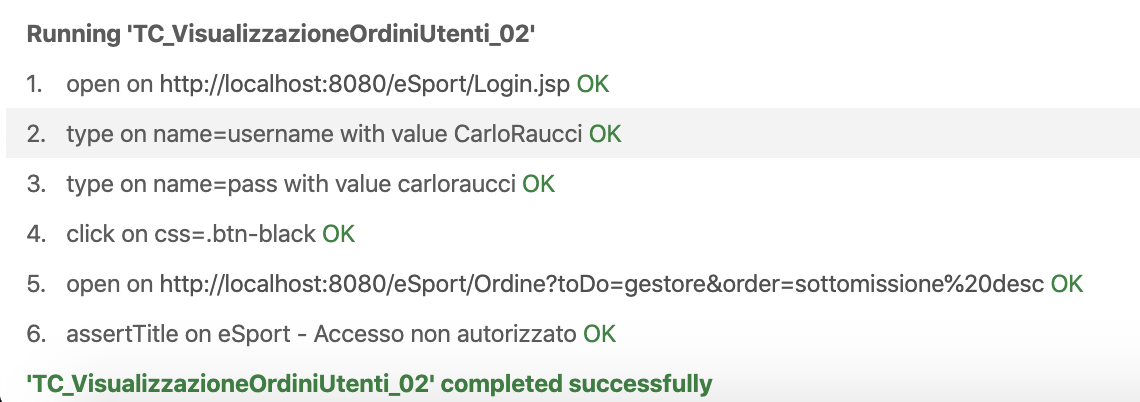 Running 'TC_VisualizzazioneOrdiniUtenti_02'
1. open on http://localhost:8080/eSport/Login.jsp OK
2. type on name=username with value CarloRaucci OK
3. type on name=pass with value carloraucci OK
4. click on css=.btn-black OK
5. open on http://localhost:8080/eSport/Ordine?toDo=gestore&order=sottomissione%20desc OK
6. assertTitle on eSport - Accesso non autorizzato OK
'TC_VisualizzazioneOrdiniUtenti_02' completed successfully